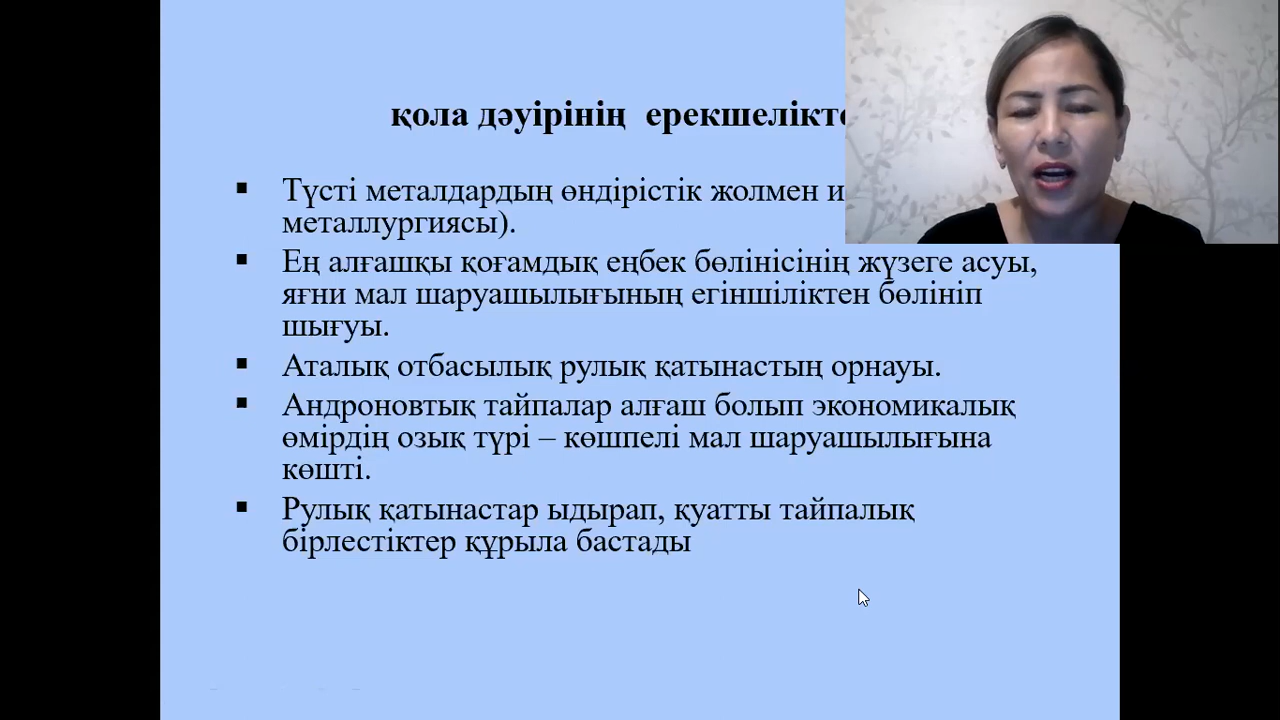 қола дәуірінің ерекшелікт
Түсті металдардың өндірістік жолмен
металлургиясы).
Ең алғашқы қоғамдық еңбек бөлінісінің жүзеге асуы,
яғни мал шаруашылығының егіншіліктен бөлініп
шығуы.
Аталық отбасылық рулық қатынастың орнауы.
Андроновтық тайпалар алғаш болып экономикалық
өмірдің озық түрі – көшпелі мал шаруашылығына
көшті.
Рулық қатынастар ыдырап, қуатты тайпалық
бірлестіктер құрыла бастады